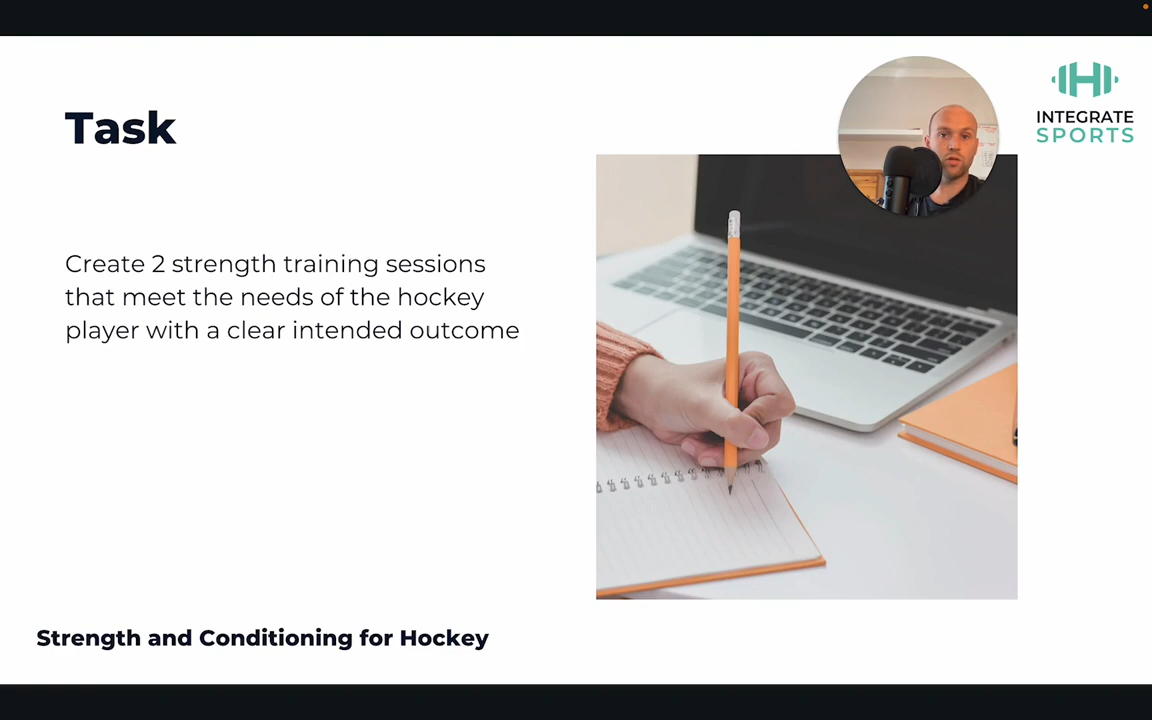 Task
INTEGRATE
SPORTS
Create 2 strength training sessions
that meet the needs of the hockey
player with a clear intended outcome
Strength and Conditioning for Hockey